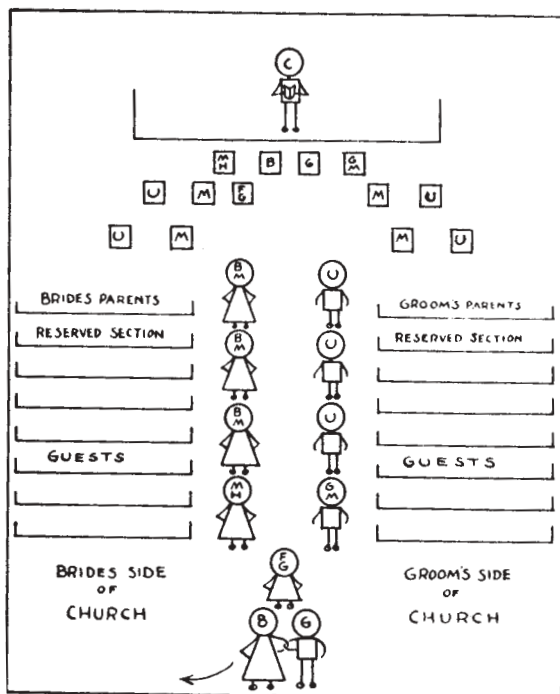 C
MH B G GM
U M FG M U
U M M U
BM U
BRIDES PARENTS
GROOM'S PARENTS
RESERVED SECTION
RESERVED SECTION
BM U
BM U
GUESTS
GUESTS
MH GM
FG
BRIDES SIDE
OF
CHURCH
GROOM'S SIDE
OF
CHURCH
B G